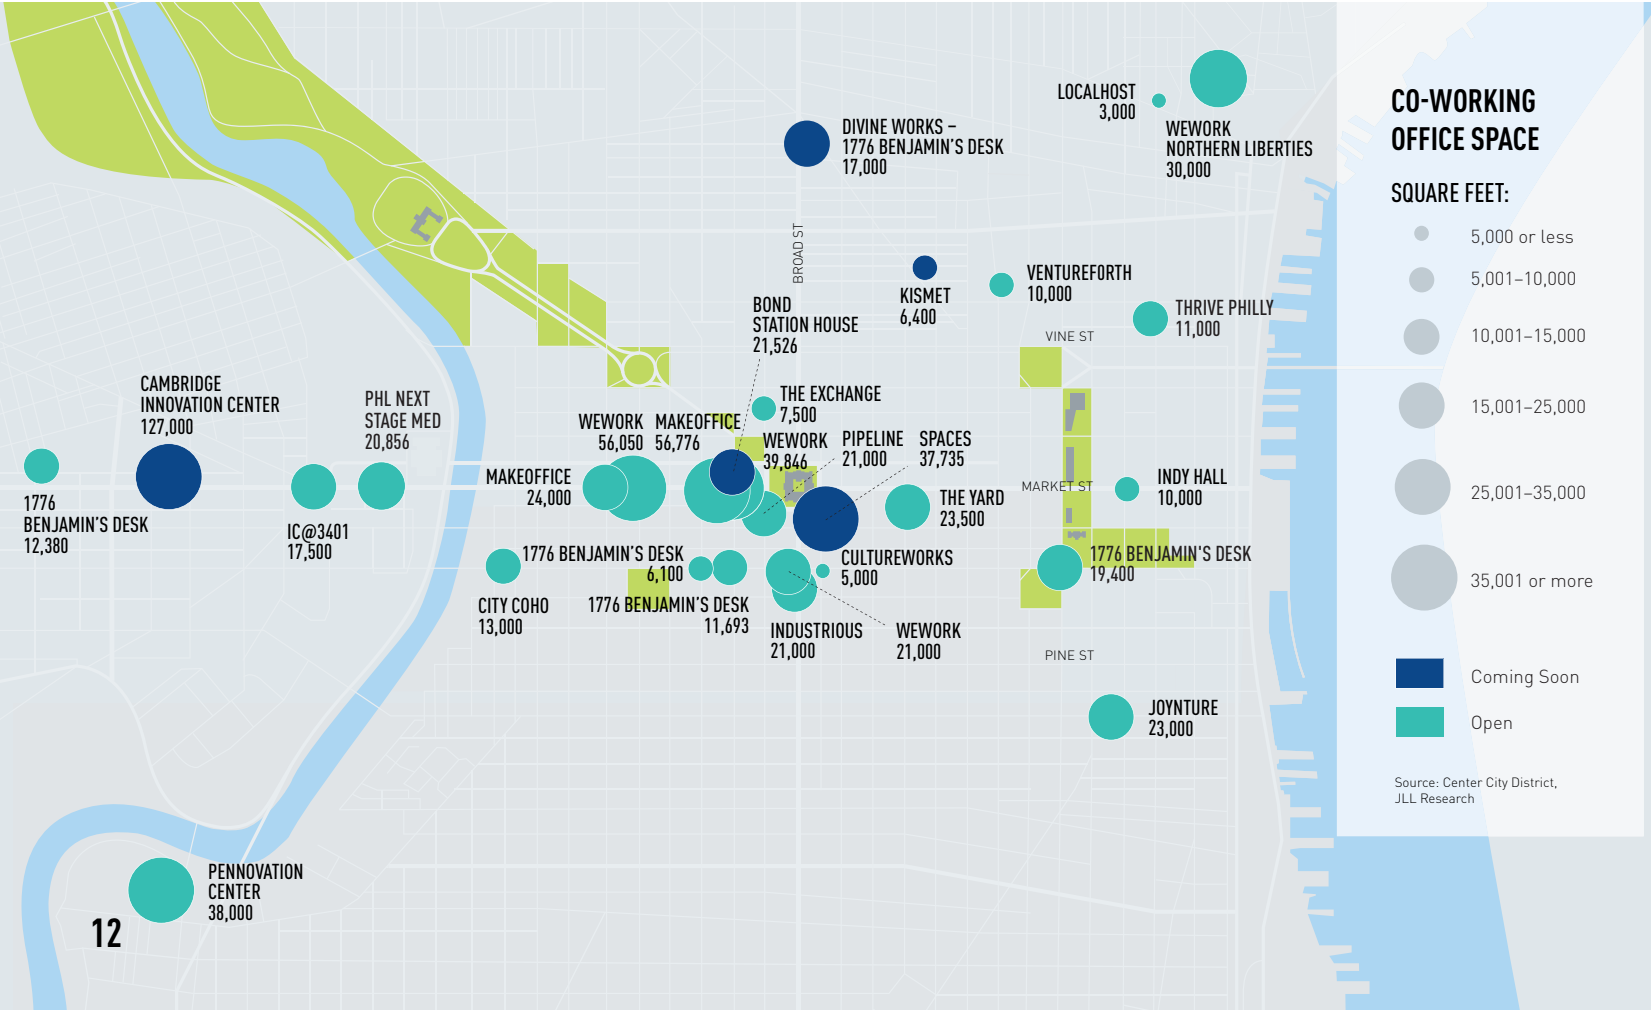 LOCALHOST
3,000
WEWORK
NORTHERN LIBERTIES
30,000
DIVINE WORKS –
1776 BENJAMIN'S DESK
17,000
BROAD ST
KISMET
6,400
VENTUREFORTH
10,000
THRIVE PHILLY
11,000
VINE ST
BOND
STATION HOUSE
21,526
CAMBRIDGE
INNOVATION CENTER
127,000
PHL NEXT
STAGE MED
20,856
THE EXCHANGE
7,500
WEWORK
56,050
MAKEOFFICE
56,776
WEWORK
39,846
PIPELINE
21,000
SPACES
37,735
MAKEOFFICE
24,000
THE YARD
23,500
MARKET ST
INDY HALL
10,000
1776
BENJAMIN'S DESK
12,380
IC@3401
17,500
1776 BENJAMIN'S DESK
6,100
CULTUREWORKS
5,000
1776 BENJAMIN'S DESK
19,400
CITY COHO
13,000
1776 BENJAMIN'S DESK
11,693
INDUSTRIOUS
21,000
WEWORK
21,000
PINE ST
JOYNTURE
23,000
PENNOVATION
CENTER
38,000
12
CO-WORKING
OFFICE SPACE
SQUARE FEET:
5,000 or less
5,001–10,000
10,001–15,000
15,001–25,000
25,001–35,000
35,001 or more
Coming Soon
Open
Source: Center City District,
JLL Research